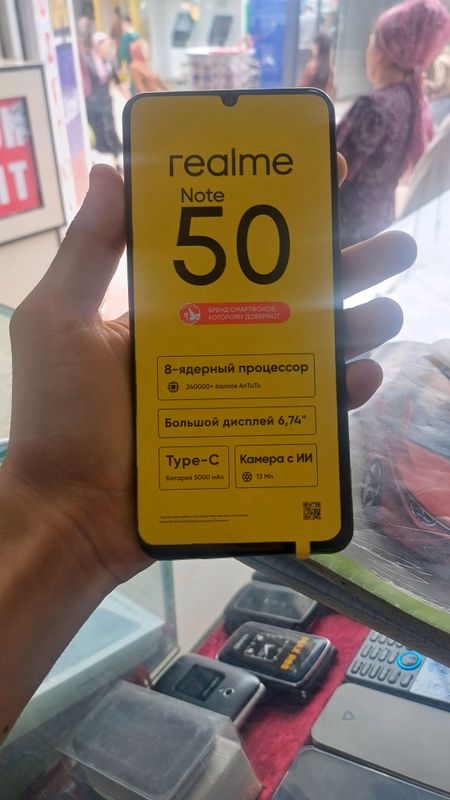 realme
Note
50
БРЕНД СМАРТФОНОВ,
КОТОРОМУ ДОВЕРЯЮТ
8-ядерный процессор
240000+ баллов AnTuTu
Большой дисплей 6,74"
Type-C
Батарея 5000 мАч
Камера с ИИ
13 Мп